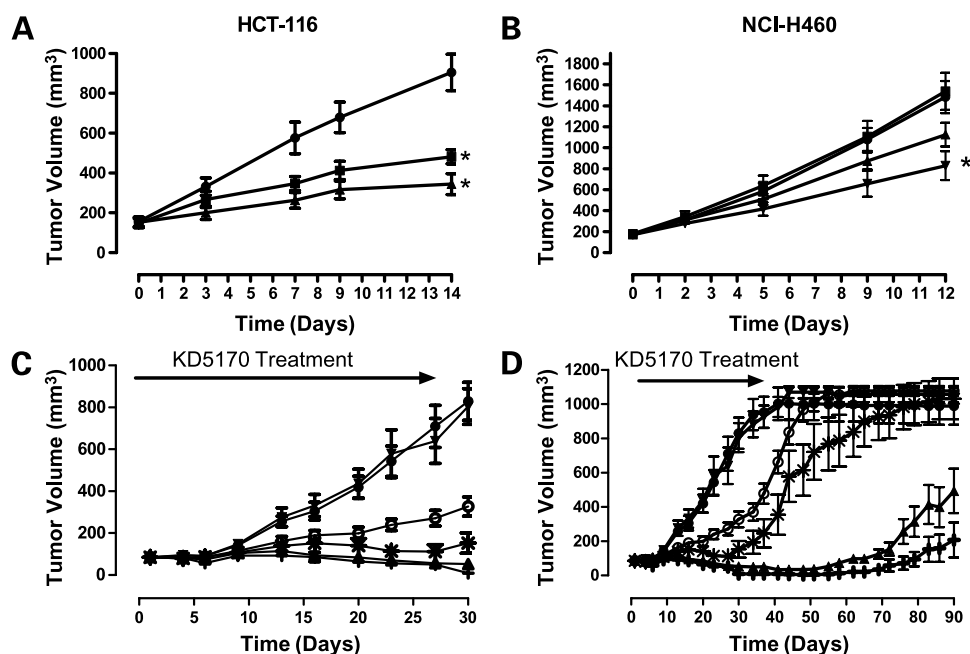 A
HCT-116
Tumor Volume (mm3)
1000
800
600
400
200
0
*
*
0 1 2 3 4 5 6 7 8 9 10 11 12 13 14
Time (Days)
B
NCI-H460
Tumor Volume (mm3)
1800
1600
1400
1200
1000
800
600
400
200
0
*
0 1 2 3 4 5 6 7 8 9 10 11 12
Time (Days)
C
KD5170 Treatment
Tumor Volume (mm3)
1000
800
600
400
200
0
0 5 10 15 20 25 30
Time (Days)
D
KD5170 Treatment
Tumor Volume (mm3)
1200
1000
800
600
400
200
0
0 10 20 30 40 50 60 70 80 90
Time (Days)